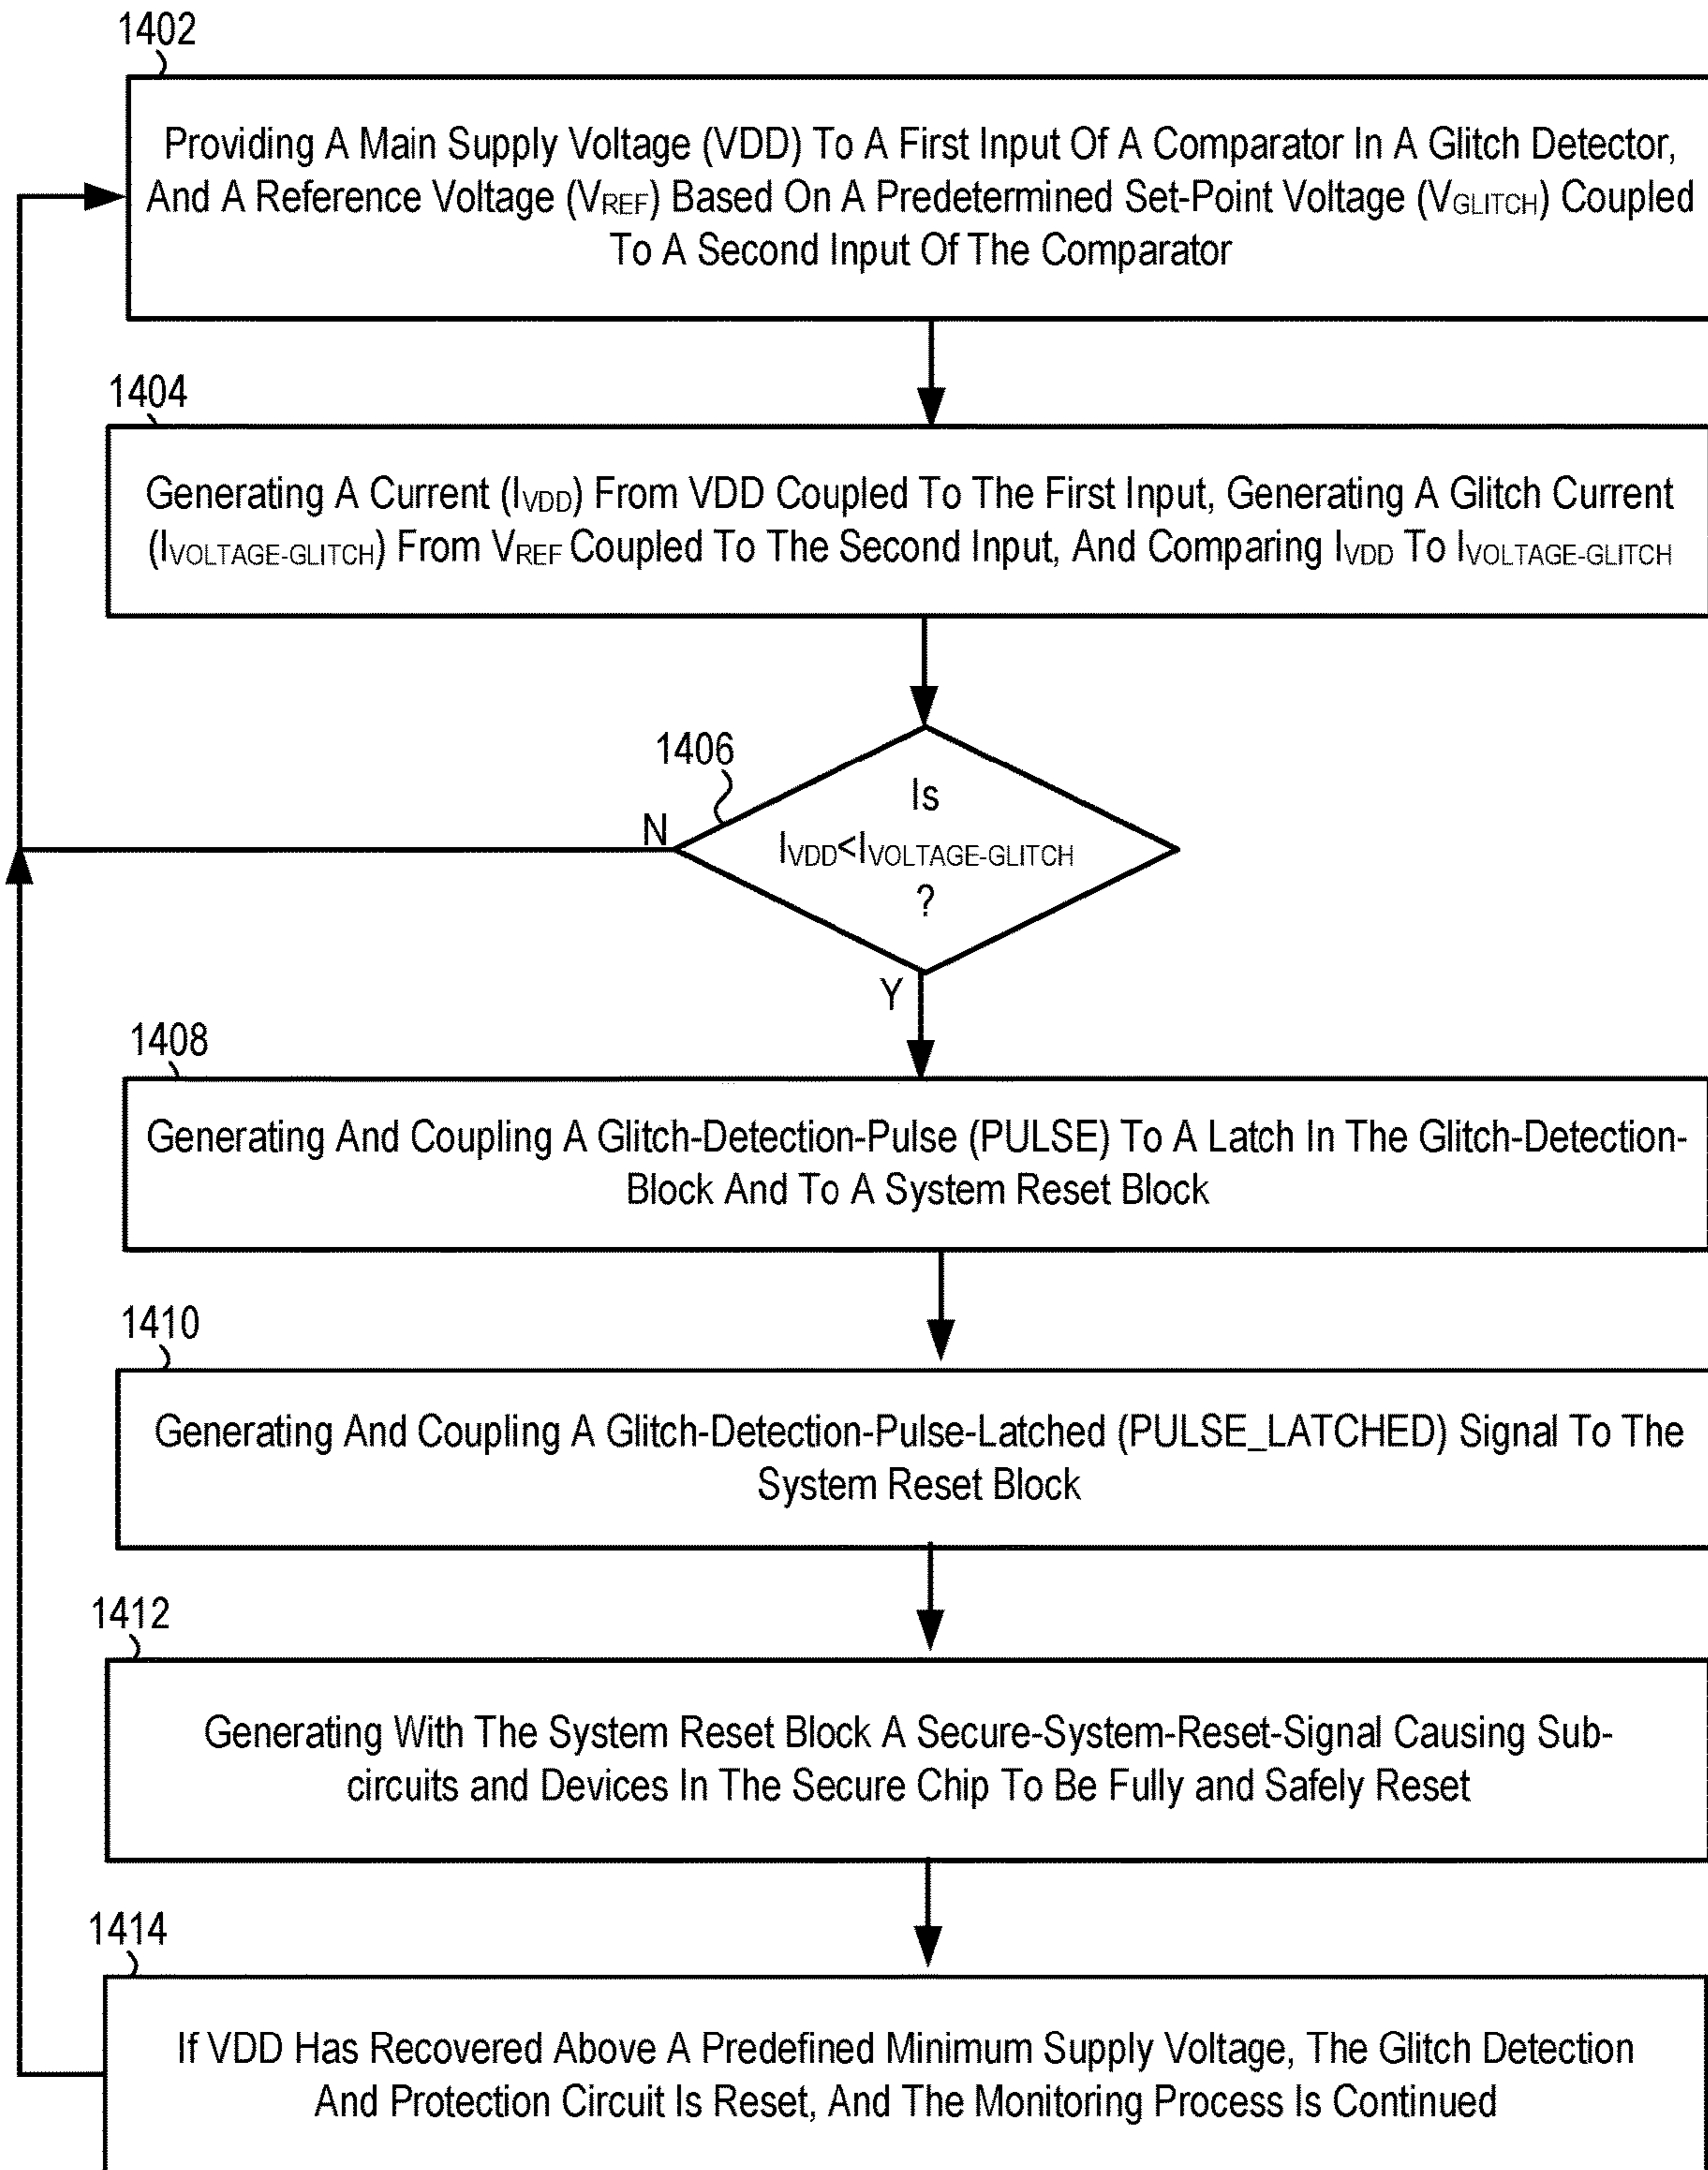 1402
Providing A Main Supply Voltage (VDD) To A First Input Of A Comparator In A Glitch Detector,
And A Reference Voltage (VREF) Based On A Predetermined Set-Point Voltage (VGLITCH) Coupled
To A Second Input Of The Comparator
1404
Generating A Current (IVDD) From VDD Coupled To The First Input, Generating A Glitch Current
(IVOLTAGE-GLITCH) From VREF Coupled To The Second Input, And Comparing IVDD To IVOLTAGE-GLITCH
1406
Is
N
IVDD<IVOLTAGE-GLITCH
?
Y
1408
Generating And Coupling A Glitch-Detection-Pulse (PULSE) To A Latch In The Glitch-Detection-
Block And To A System Reset Block
1410
Generating And Coupling A Glitch-Detection-Pulse-Latched (PULSE_LATCHED) Signal To The
System Reset Block
1412
Generating With The System Reset Block A Secure-System-Reset-Signal Causing Sub-
circuits and Devices In The Secure Chip To Be Fully and Safely Reset
1414
If VDD Has Recovered Above A Predefined Minimum Supply Voltage, The Glitch Detection
And Protection Circuit Is Reset, And The Monitoring Process Is Continued